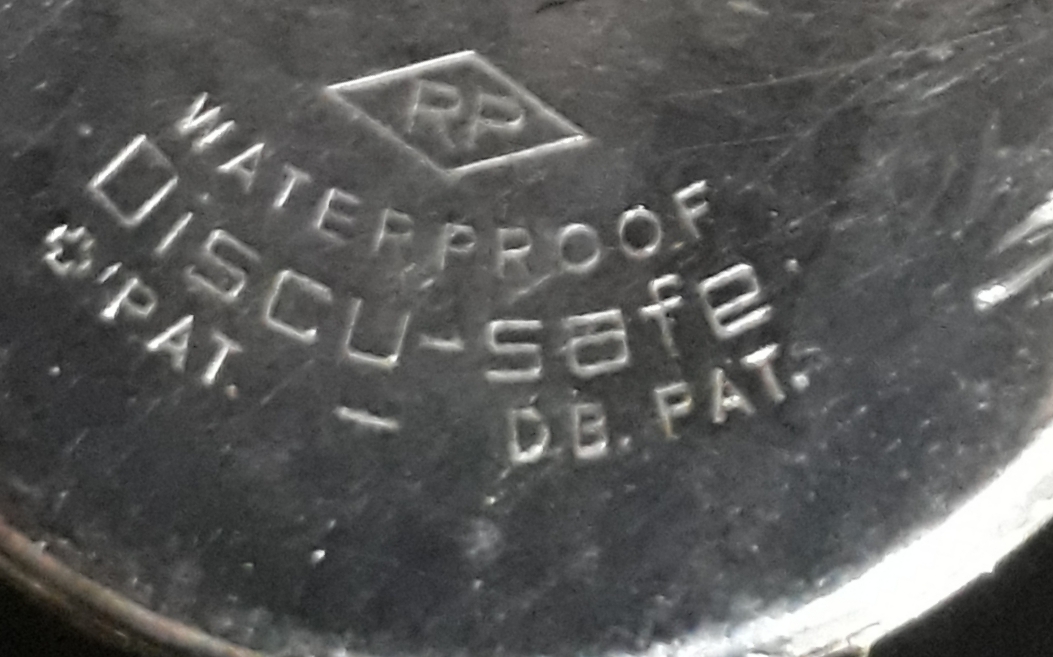 RP
WATERPROOF
DISCU-safe.
PAT. - D.B. PAT.